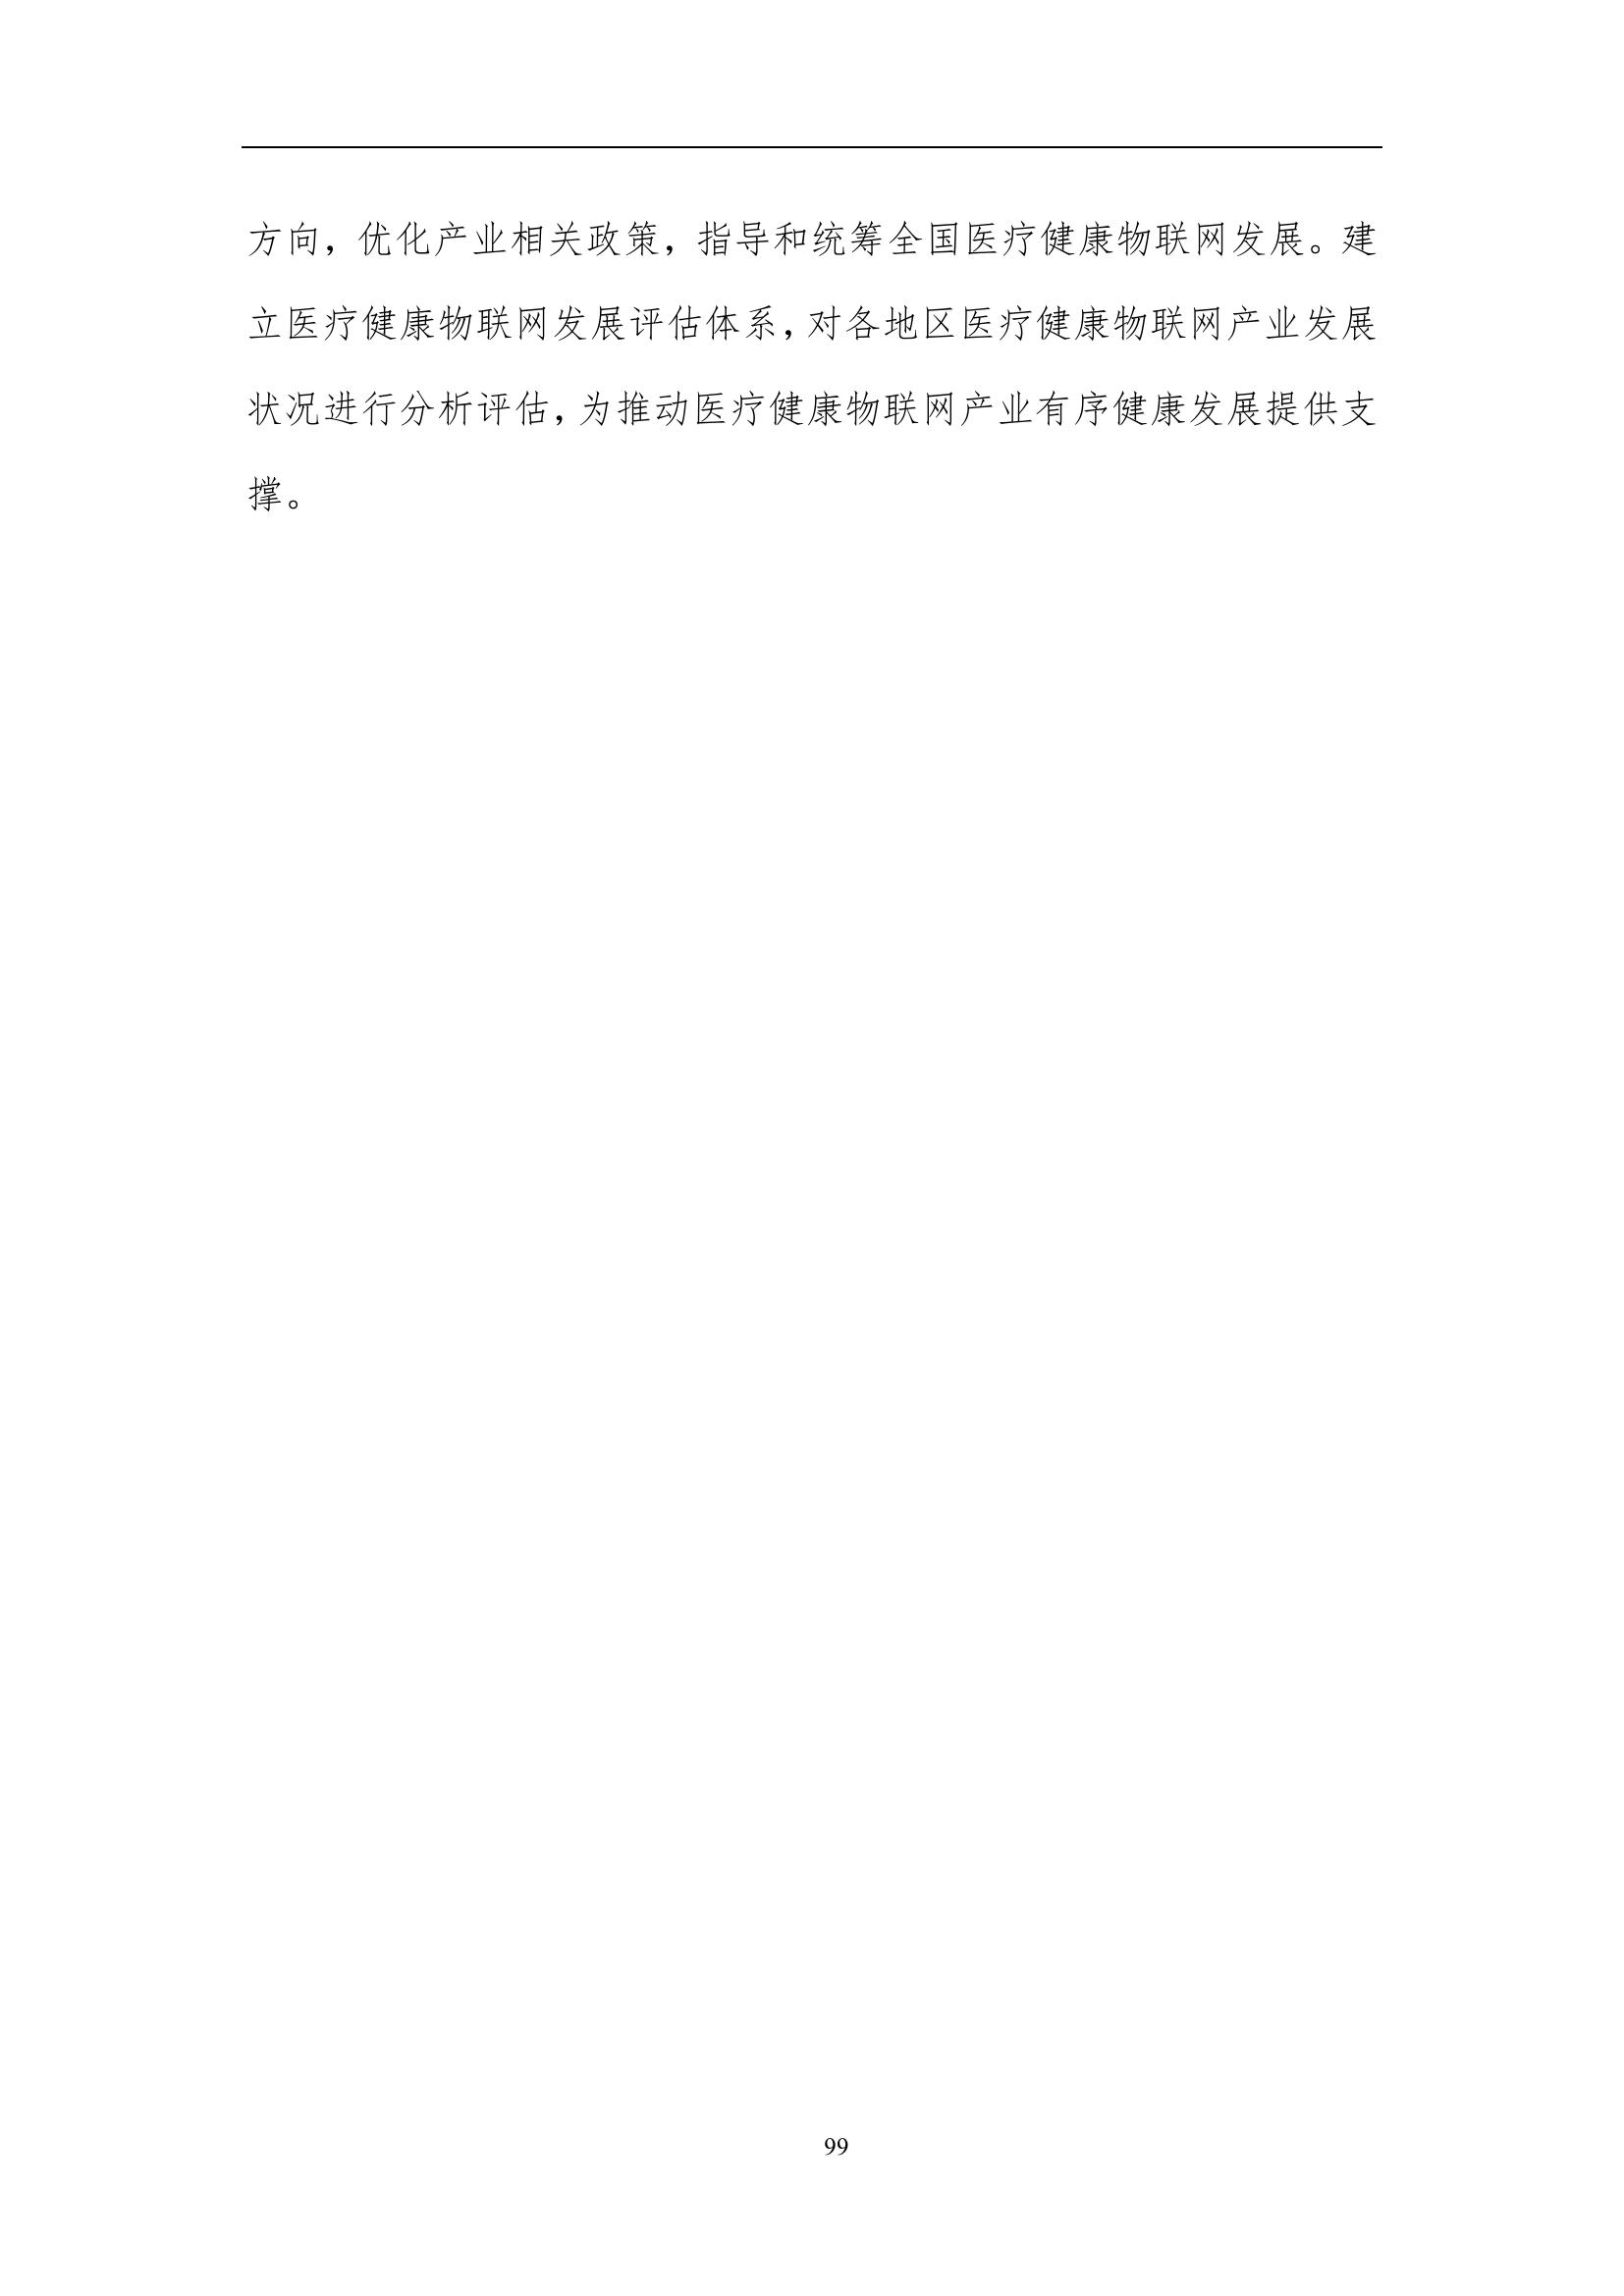 方向，优化产业相关政策，指导和统筹全国医疗健康物联网发展。建
立医疗健康物联网发展评估体系，对各地区医疗健康物联网产业发展
状况进行分析评估，为推动医疗健康物联网产业有序健康发展提供支
撑。
99